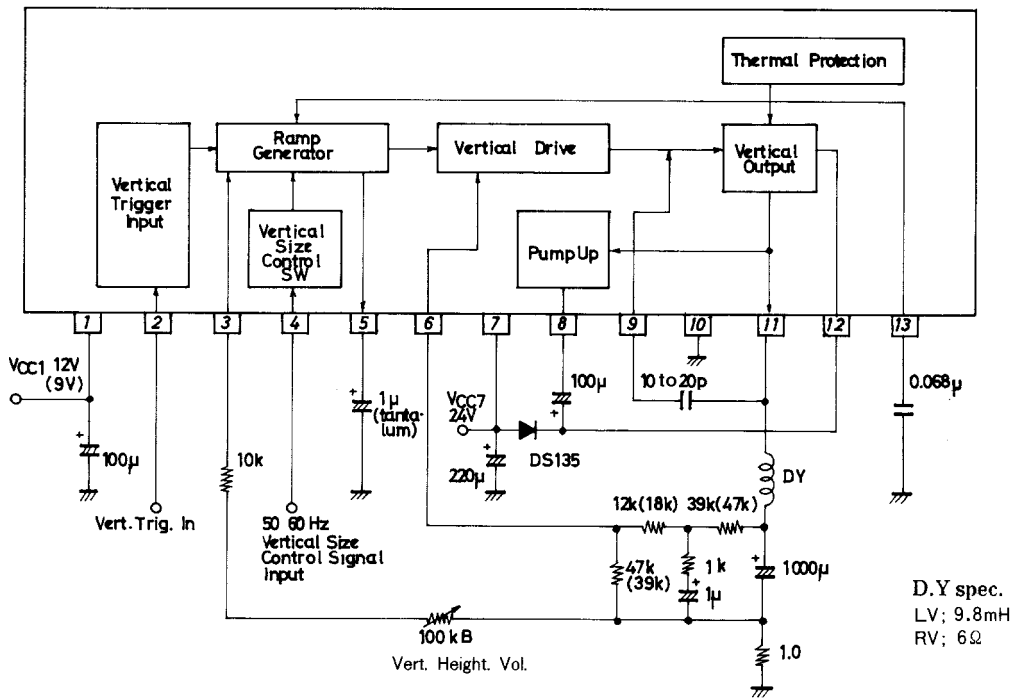 Thermal Protection
Ramp
Generator
Vertical Drive
Vertical
Output
Vertical
Trigger
Input
Vertical
Size
Control
SW
Pump Up
1
2
3
4
5
6
7
8
9
10
11
12
13
VCC1 12V
(9V)
1µ
(tanta-
lum)
VCC7
24V
100µ
10 to 20p
0.068µ
100µ
10k
220µ
DS135
DY
Vert. Trig. In
50 60 Hz
Vertical Size
Control Signal
Input
12k(18k)
39k(47k)
47k
(39k)
1k
1µ
1000µ
100kB
Vert. Height. Vol.
1.0
D.Y spec.
LV; 9.8mH
RV; 6Ω